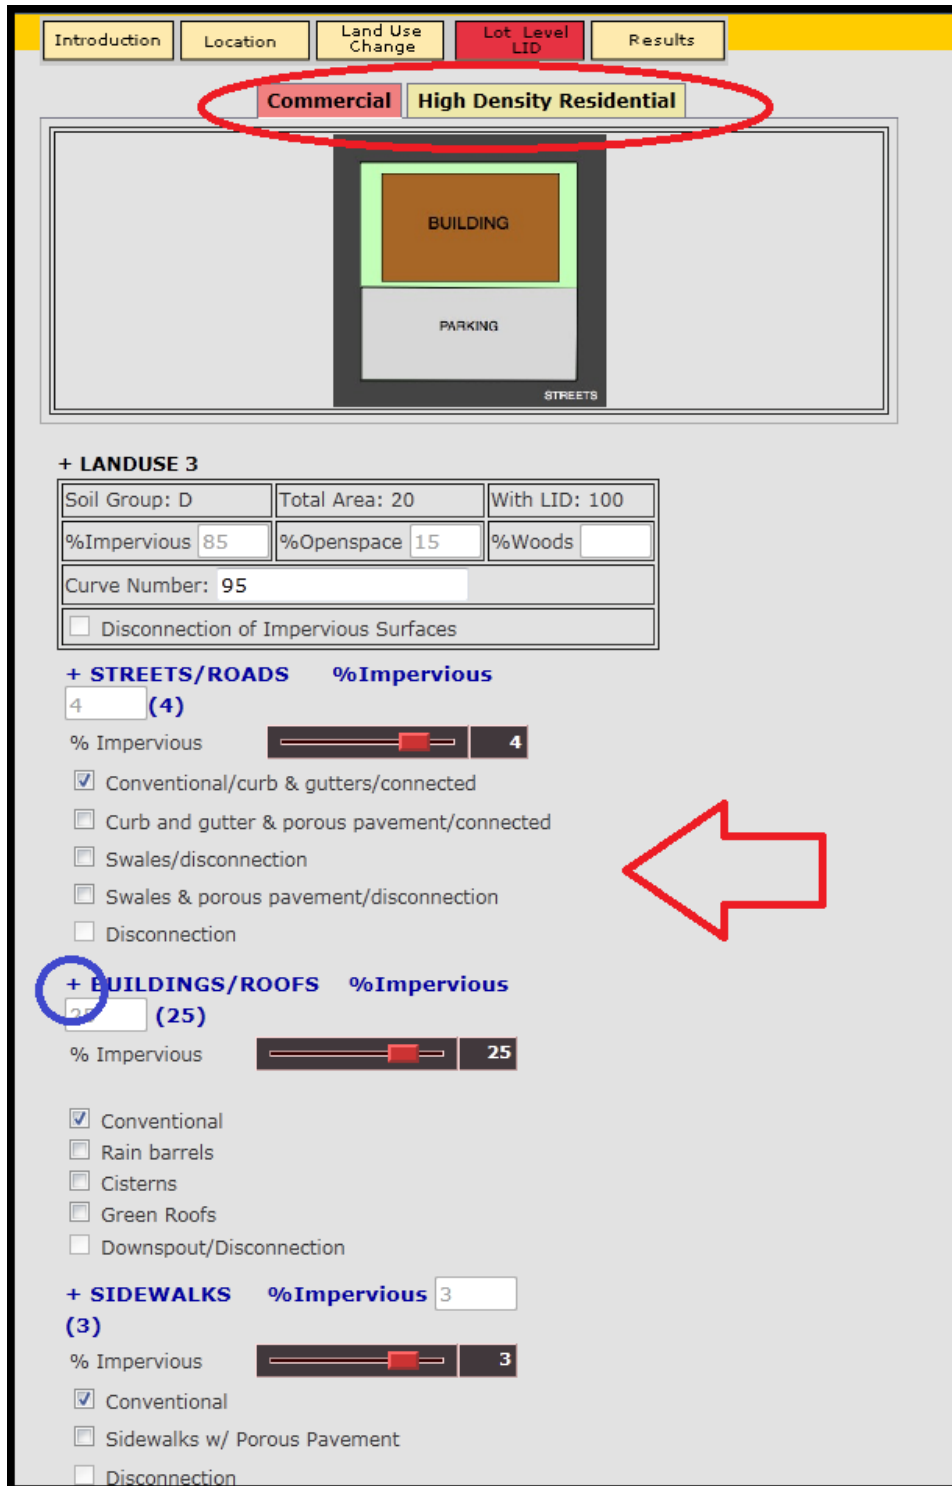 Introduction Location Land Use Change Lot Level LID Results
Commercial High Density Residential
BUILDING
PARKING
STREETS
+ LANDUSE 3
Soil Group: D Total Area: 20 With LID: 100
%Impervious 85 %Openspace 15 %Woods
Curve Number: 95
Disconnection of Impervious Surfaces
+ STREETS/ROADS %Impervious
4 (4)
% Impervious 4
Conventional/curb & gutters/connected
Curb and gutter & porous pavement/connected
Swales/disconnection
Swales & porous pavement/disconnection
Disconnection
+ BUILDINGS/ROOFS %Impervious
25 (25)
% Impervious 25
Conventional
Rain barrels
Cisterns
Green Roofs
Downspout/Disconnection
+ SIDEWALKS %Impervious 3
(3)
% Impervious 3
Conventional
Sidewalks w/ Porous Pavement
Disconnection